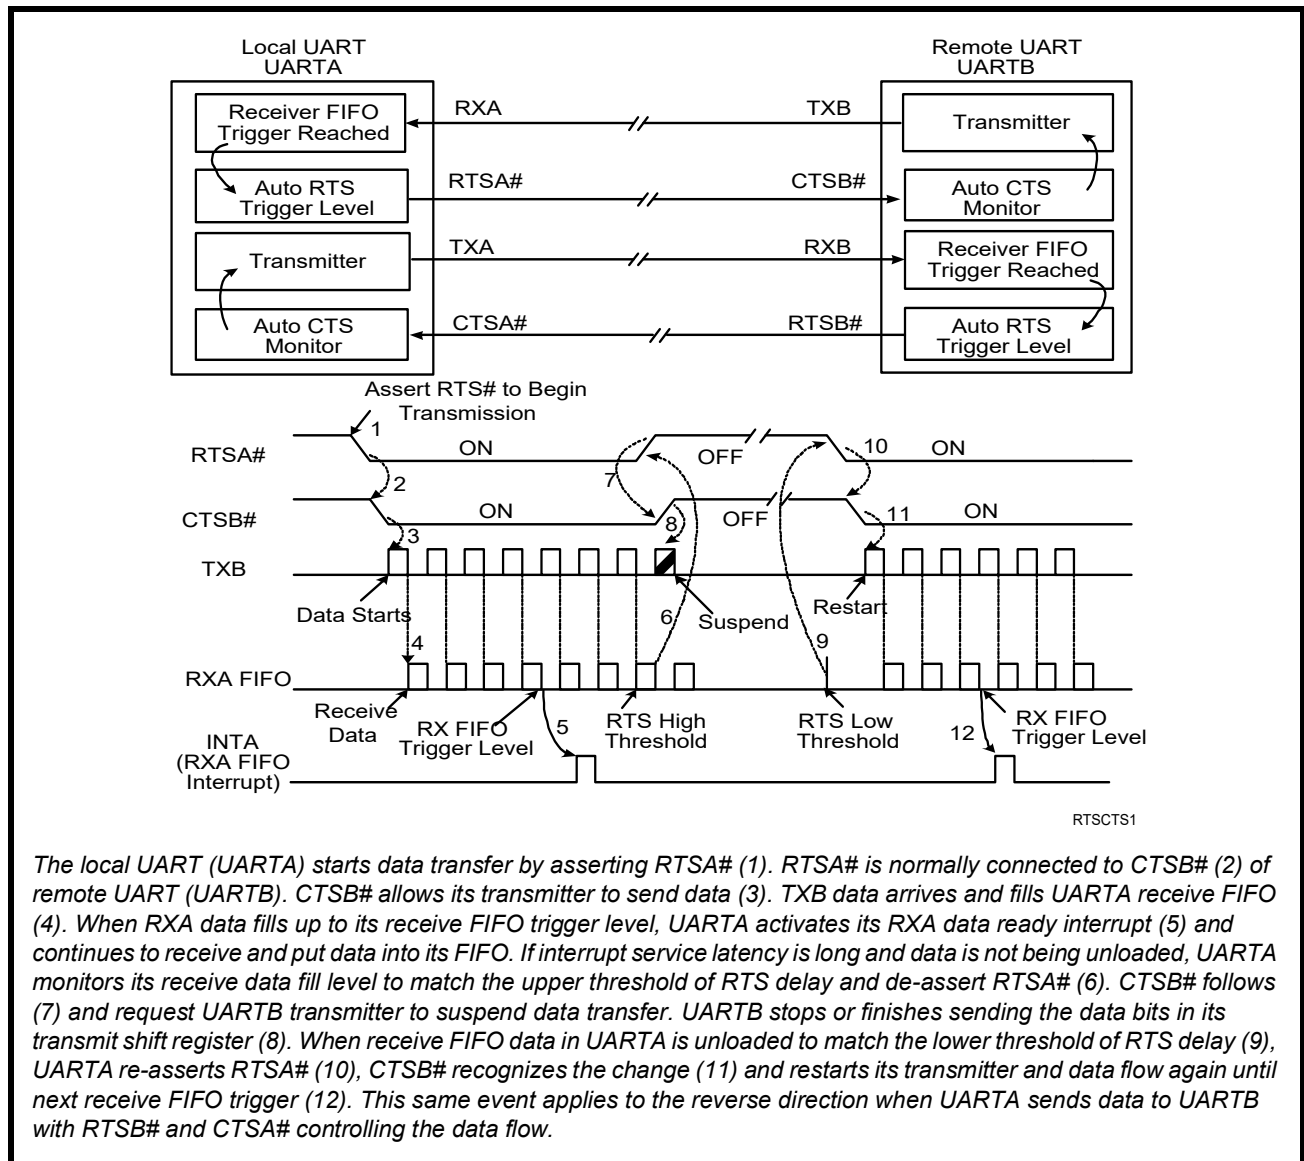 Local UART
UARTA
Remote UART
UARTB
Receiver FIFO
Trigger Reached
RXA
TXB
Transmitter
Auto RTS
Trigger Level
RTSA#
CTSB#
Auto CTS
Monitor
Transmitter
TXA
RXB
Receiver FIFO
Trigger Reached
Auto CTS
Monitor
CTSA#
RTSB#
Auto RTS
Trigger Level
Assert RTS# to Begin
Transmission
RTSA#
1
ON
7
OFF
10
ON
2
CTSB#
ON
8
OFF
11
ON
3
TXB
Data Starts
6
Suspend
Restart
4
9
RXA FIFO
Receive
Data
RX FIFO
Trigger Level
5
RTS High
Threshold
RTS Low
Threshold
12
RX FIFO
Trigger Level
INTA
(RXA FIFO
Interrupt)
RTSCTS1
The local UART (UARTA) starts data transfer by asserting RTSA# (1). RTSA# is normally connected to CTSB# (2) of
remote UART (UARTB). CTSB# allows its transmitter to send data (3). TXB data arrives and fills UARTA receive FIFO
(4). When RXA data fills up to its receive FIFO trigger level, UARTA activates its RXA data ready interrupt (5) and
continues to receive and put data into its FIFO. If interrupt service latency is long and data is not being unloaded, UARTA
monitors its receive data fill level to match the upper threshold of RTS delay and de-assert RTSA# (6). CTSB# follows
(7) and request UARTB transmitter to suspend data transfer. UARTB stops or finishes sending the data bits in its
transmit shift register (8). When receive FIFO data in UARTA is unloaded to match the lower threshold of RTS delay (9),
UARTA re-asserts RTSA# (10), CTSB# recognizes the change (11) and restarts its transmitter and data flow again until
next receive FIFO trigger (12). This same event applies to the reverse direction when UARTA sends data to UARTB
with RTSB# and CTSA# controlling the data flow.